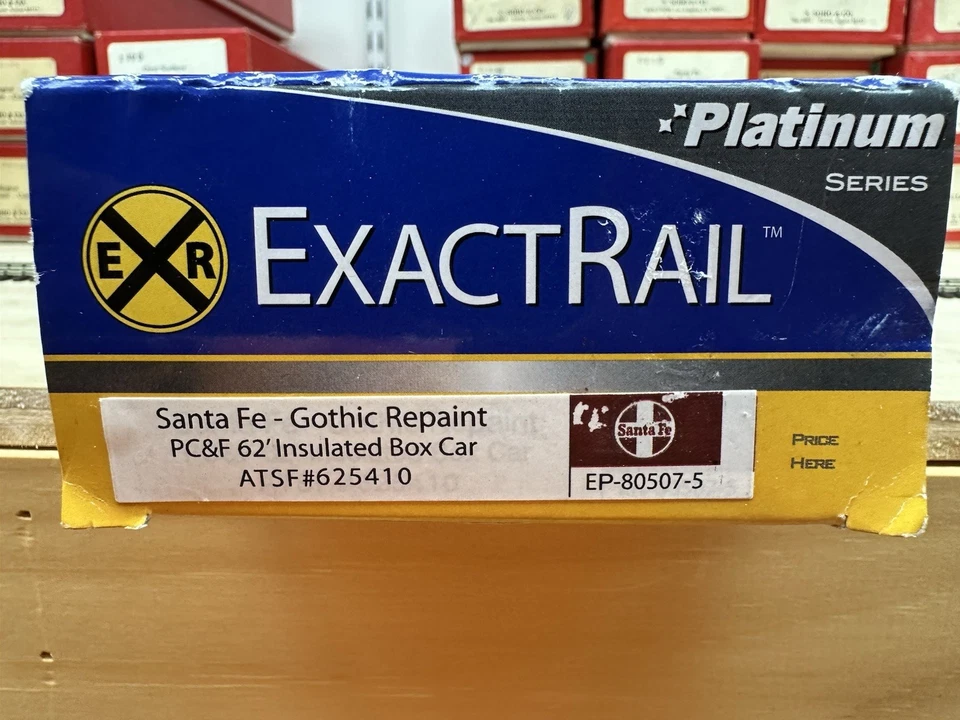 Platinum
SERIES
E R
EXACTRAIL™
Santa Fe - Gothic Repaint
PC&F 62' Insulated Box Car
ATSF#625410
Santa Fe
EP-80507-5
PRICE
HERE